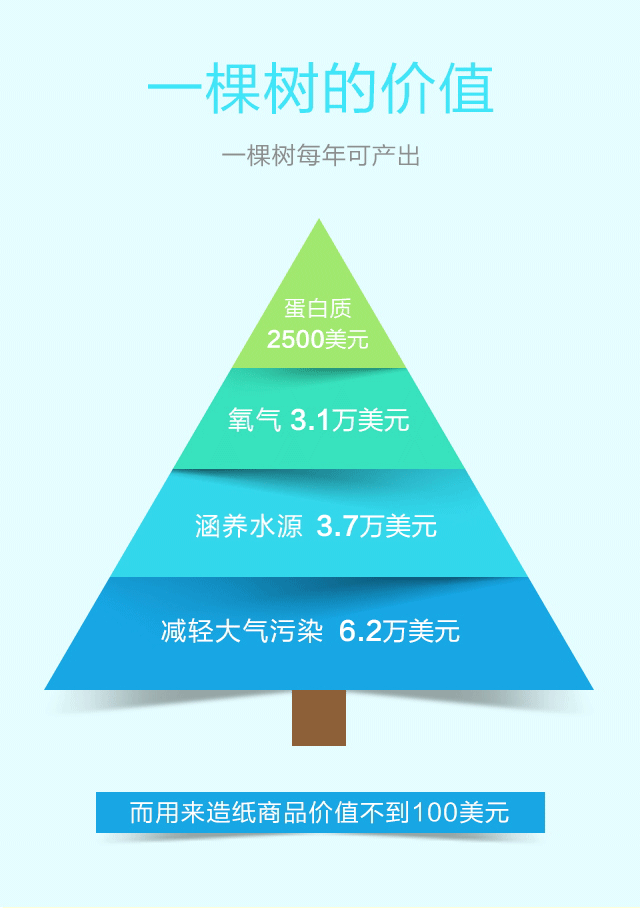 一棵树的价值
一棵树每年可产出
蛋白质
2500美元
氧气 3.1万美元
涵养水源 3.7万美元
减轻大气污染 6.2万美元
而用来造纸商品价值不到100美元